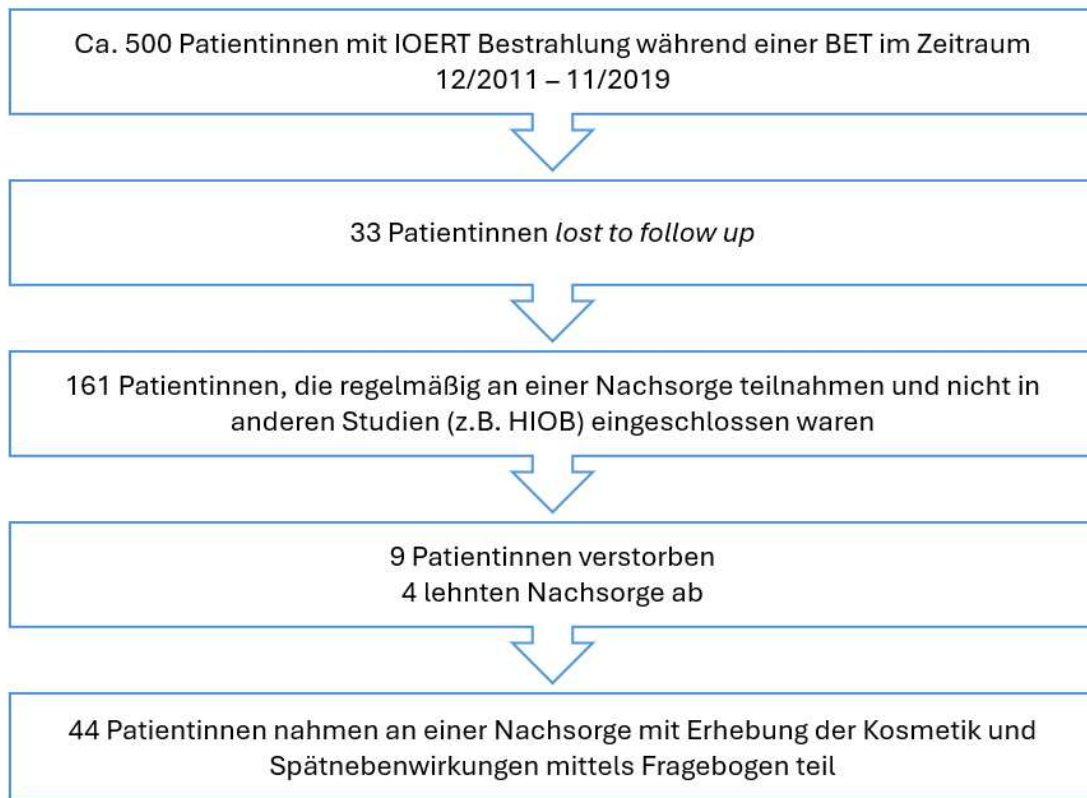 Ca. 500 Patientinnen mit IOERT Bestrahlung während einer BET im Zeitraum
12/2011 – 11/2019
33 Patientinnen lost to follow up
161 Patientinnen, die regelmäßig an einer Nachsorge teilnahmen und nicht in
anderen Studien (z.B. HIOB) eingeschlossen waren
9 Patientinnen verstorben
4 lehnten Nachsorge ab
44 Patientinnen nahmen an einer Nachsorge mit Erhebung der Kosmetik und
Spätnebenwirkungen mittels Fragebogen teil